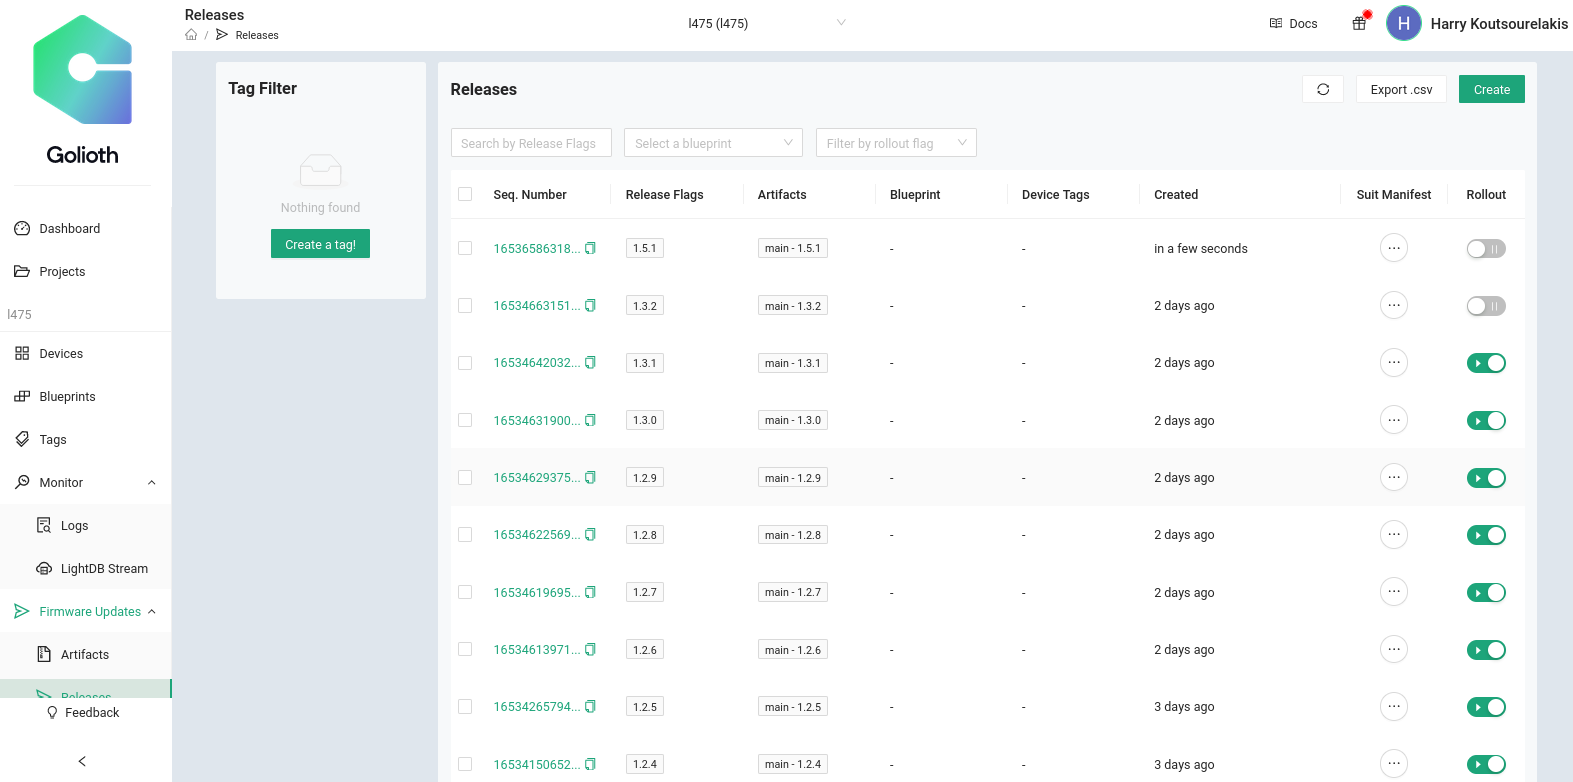 Releases
/ Releases
l475 (l475)
Docs
H
Harry Koutsourelakis
Golioth
Dashboard
Projects
l475
Devices
Blueprints
Tags
Monitor
Logs
LightDB Stream
Firmware Updates
Artifacts
Releases
Feedback
Tag Filter
Nothing found
Create a tag!
Releases
Export .csv
Create
Search by Release Flags
Select a blueprint
Filter by rollout flag
Seq. Number Release Flags Artifacts Blueprint Device Tags Created Suit Manifest Rollout
16536586318... 1.5.1 main - 1.5.1 - - in a few seconds ...
16534663151... 1.3.2 main - 1.3.2 - - 2 days ago ...
16534642032... 1.3.1 main - 1.3.1 - - 2 days ago ...
16534631900... 1.3.0 main - 1.3.0 - - 2 days ago ...
16534629375... 1.2.9 main - 1.2.9 - - 2 days ago ...
16534622569... 1.2.8 main - 1.2.8 - - 2 days ago ...
16534619695... 1.2.7 main - 1.2.7 - - 2 days ago ...
16534613971... 1.2.6 main - 1.2.6 - - 2 days ago ...
16534265794... 1.2.5 main - 1.2.5 - - 3 days ago ...
16534150652... 1.2.4 main - 1.2.4 - - 3 days ago ...